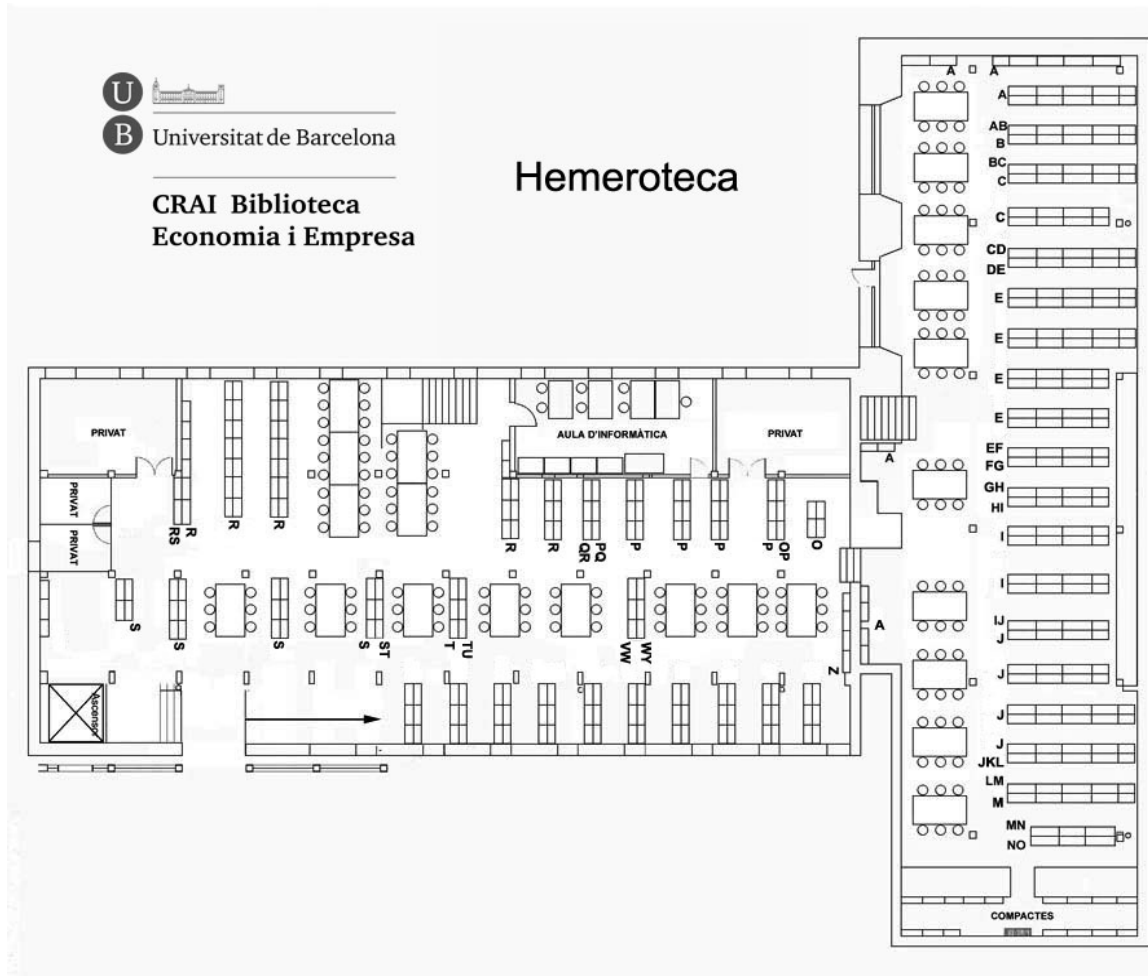 U
B
Universitat de Barcelona
CRAI Biblioteca
Economia i Empresa
Hemeroteca
A
A
A
AB
B
BC
C
C
CD
DE
E
E
E
E
EF
FG
GH
HI
I
I
IJ
J
J
J
J
JKL
LM
M
MN
NO
COMPACTES
A
A
PRIVAT
AULA D'INFORMÀTICA
PRIVAT
PRIVAT
PRIVAT
RS
R
R
R
R
R
QR
PQ
P
P
P
P
OP
O
S
S
S
S
ST
T
TU
VW
WY
Z
Ascensor